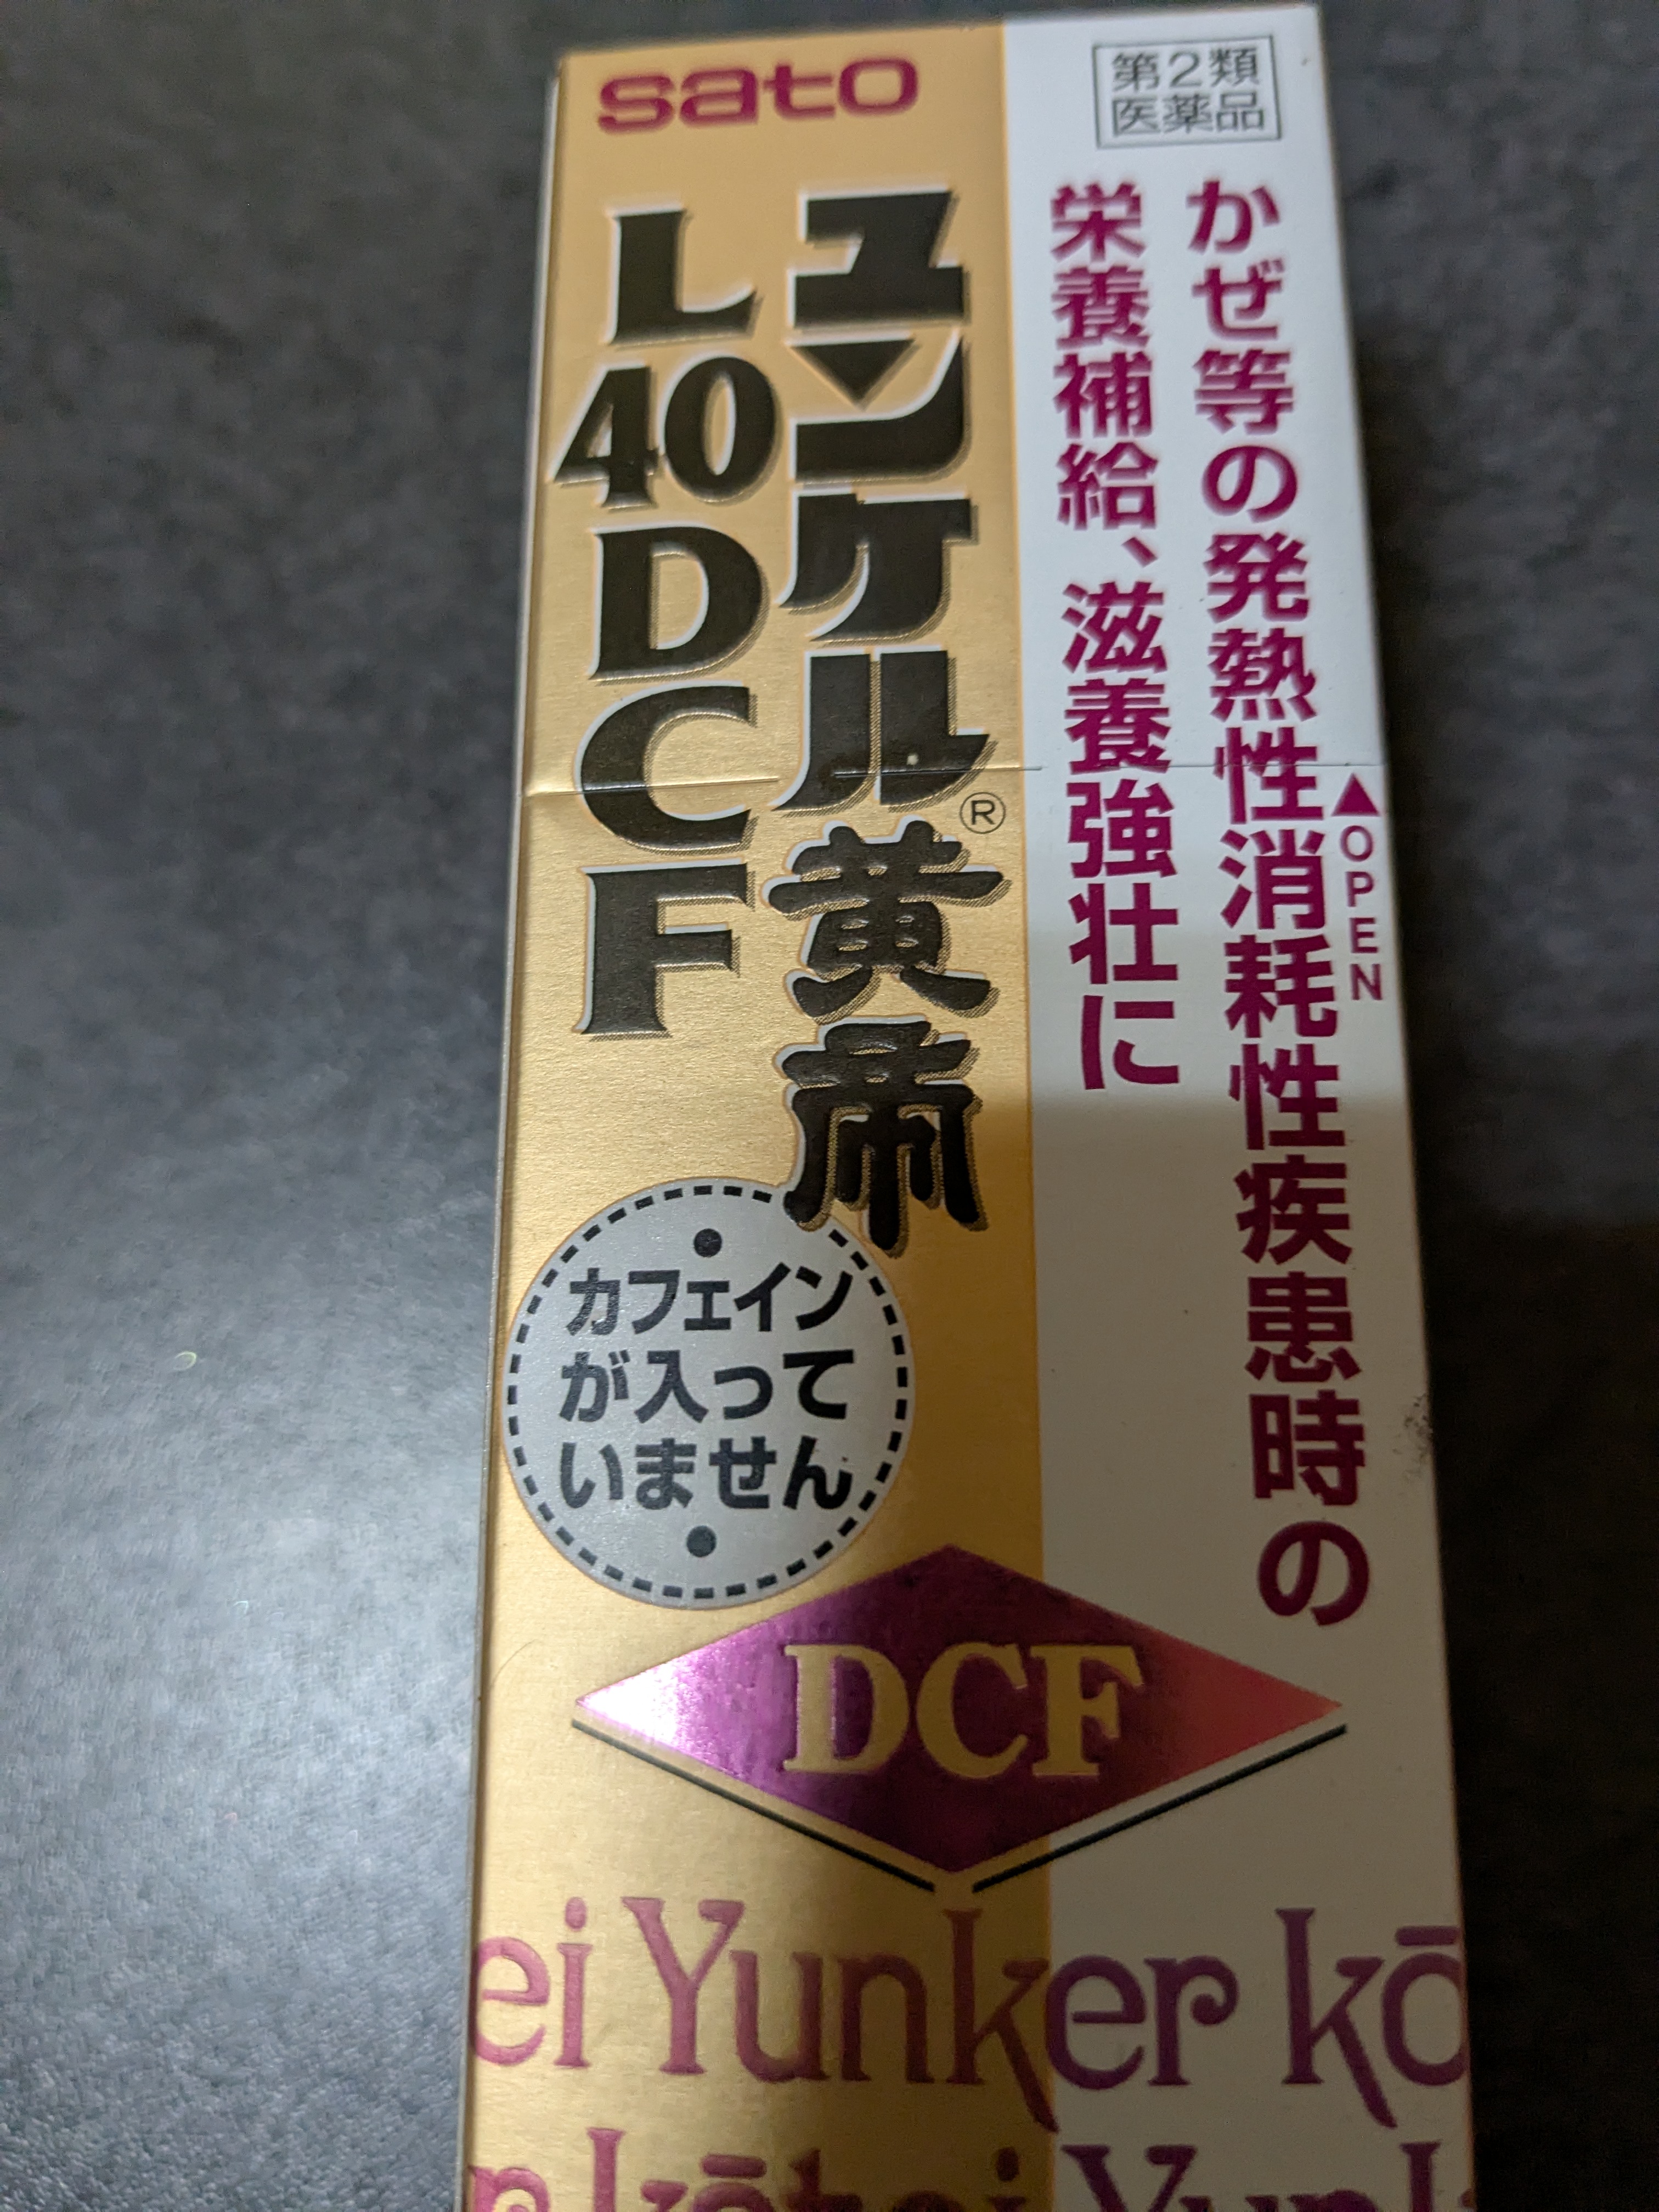 sato
第2類
医薬品
かぜ等の発熱性消耗性疾患時の
栄養補給、滋養強壮に
▲OPEN
ユンケル®黄帝
L40DCF
カフェイン
が入って
いません
DCF
ei Yunker kō
r kōtei Yunk